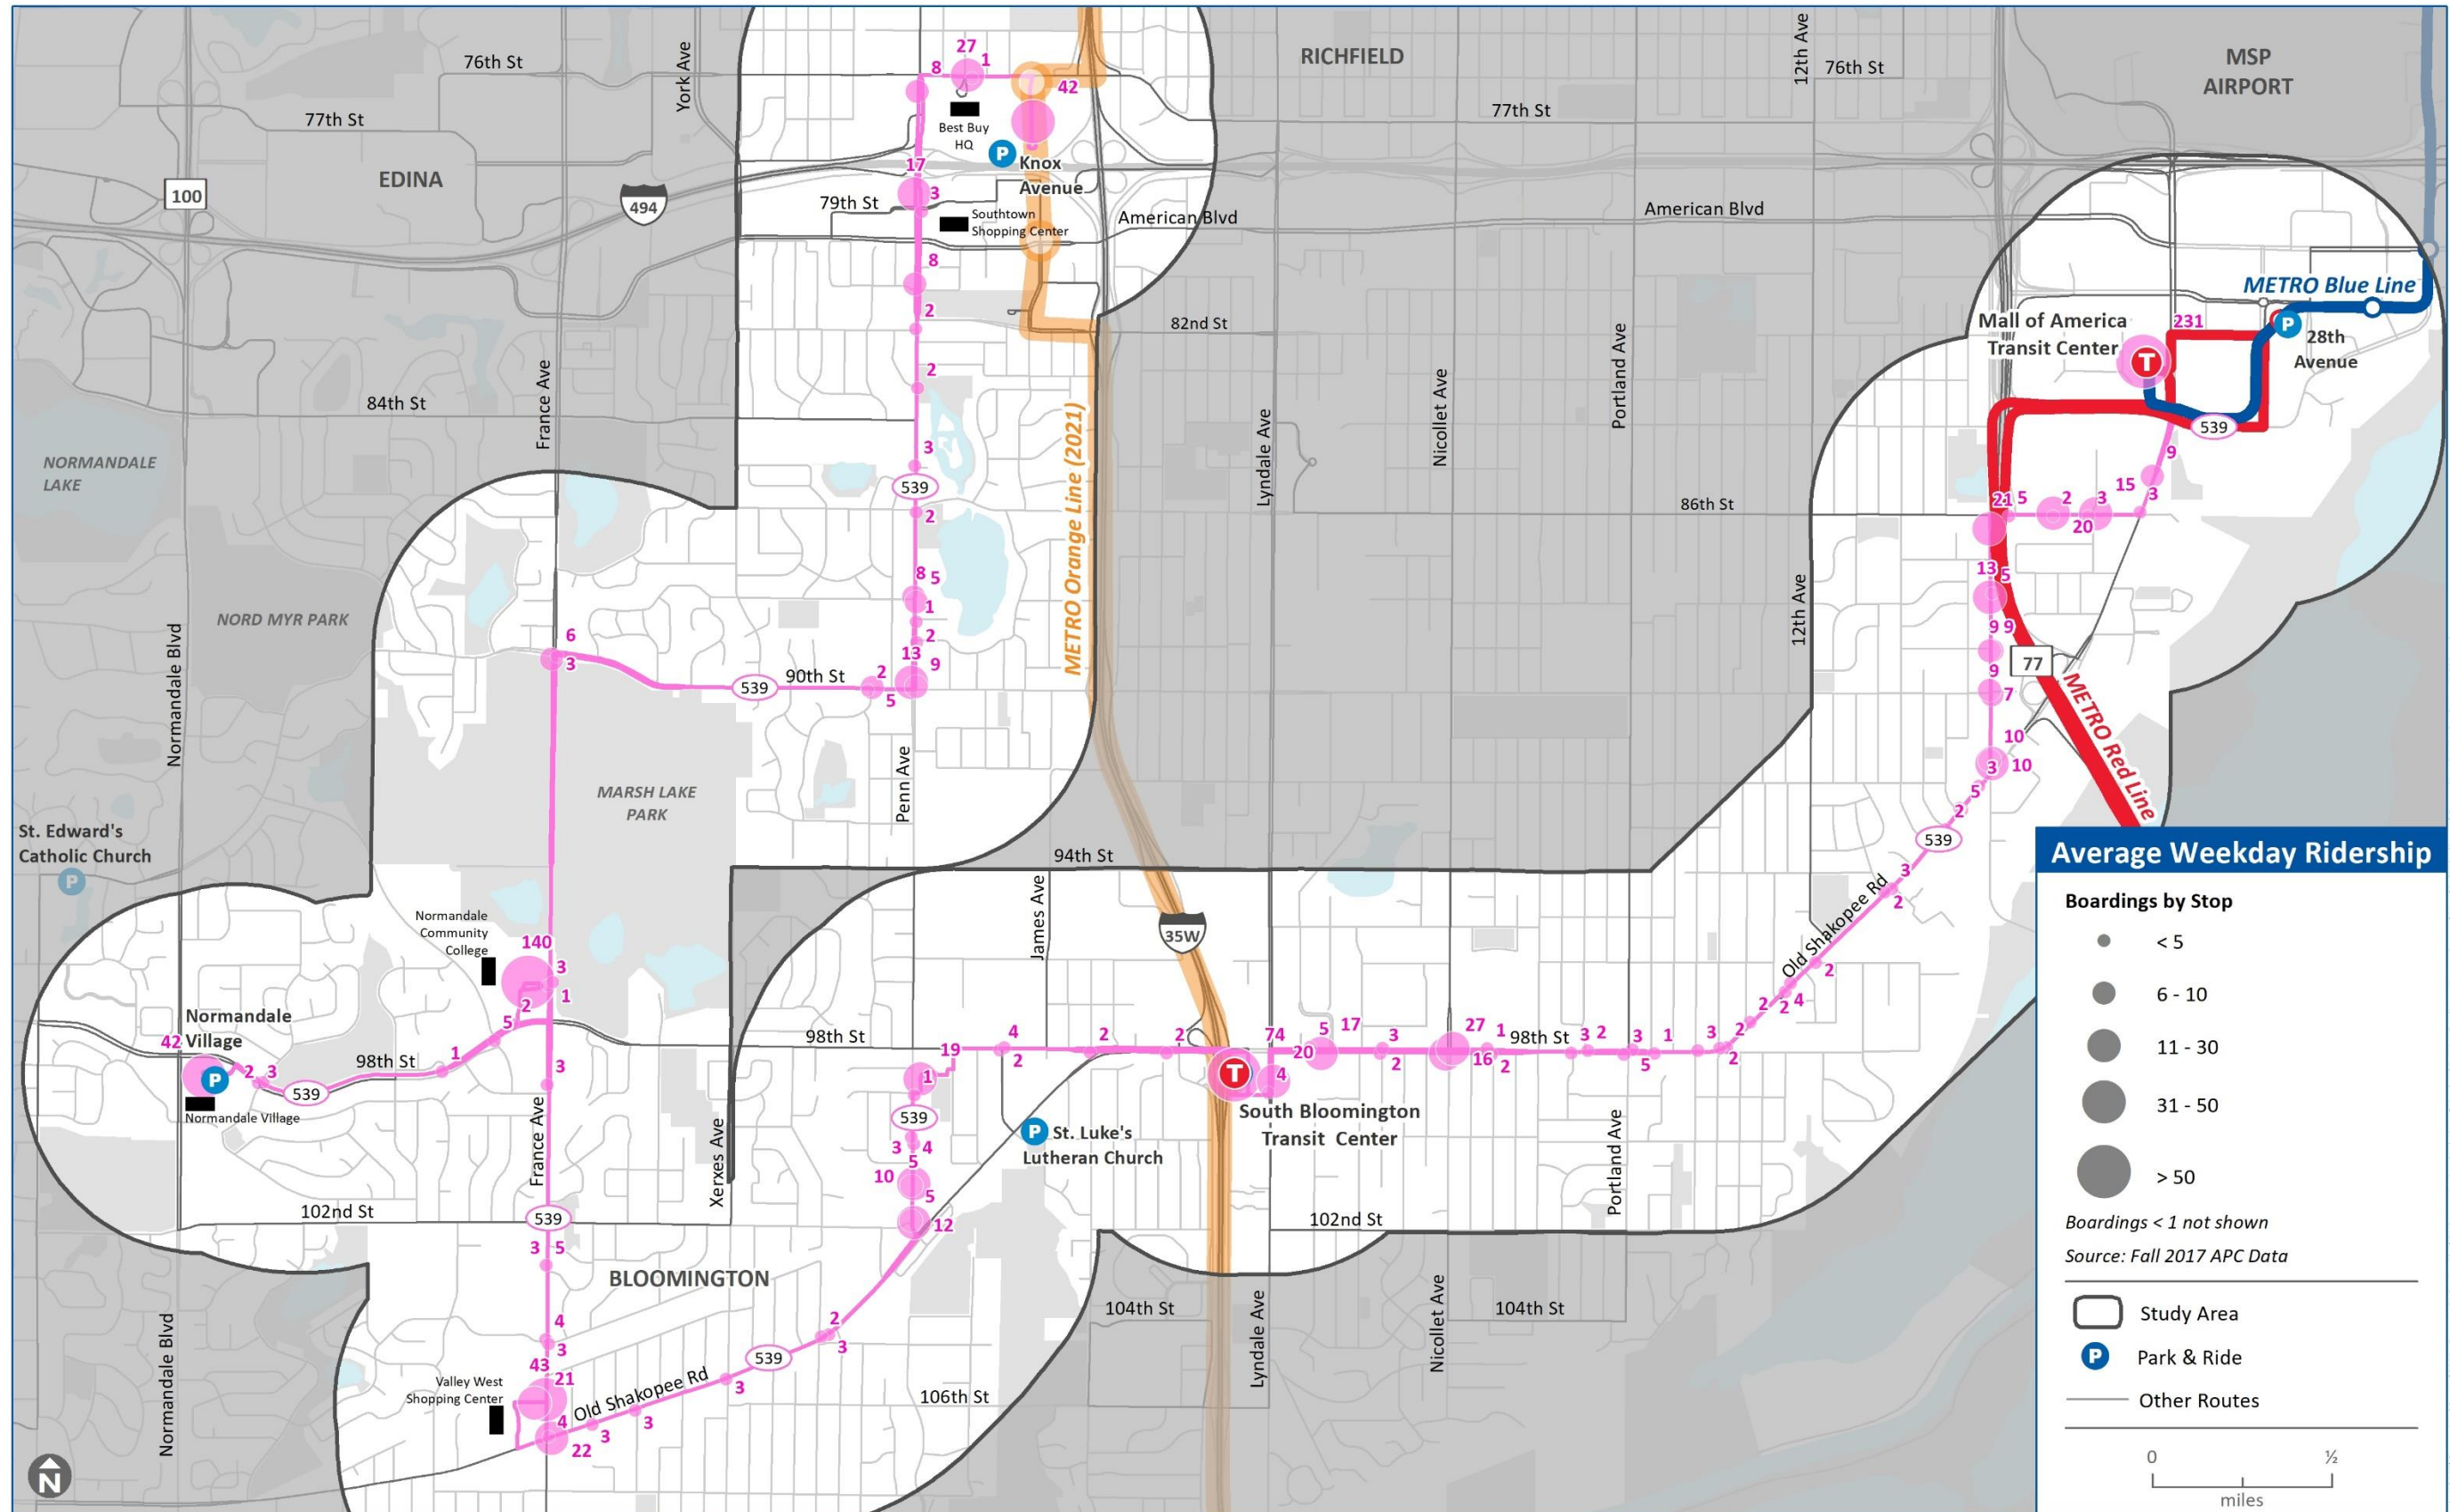 76th St
York Ave
27
8
1
42
RICHFIELD
12th Ave
76th St
MSP
AIRPORT
77th St
Best Buy
HQ
P
Knox
Avenue
77th St
EDINA
100
494
17
3
79th St
Southtown
Shopping Center
American Blvd
American Blvd
8
2
82nd St
METRO Blue Line
Mall of America
Transit Center
T
231
P
28th
Avenue
France Ave
84th St
2
3
METRO Orange Line (2021)
Lyndale Ave
Nicollet Ave
Portland Ave
539
9
NORMANDALE
LAKE
539
2
86th St
21
5
2
3
15
3
20
8
5
1
2
13
9
12th Ave
13
5
9
9
9
7
77
METRO Red Line
NORD MYR PARK
Normandale Blvd
6
3
539
90th St
2
5
Penn Ave
10
3
10
5
2
539
MARSH LAKE
PARK
St. Edward's
Catholic Church
P
94th St
3
2
Old Shakopee Rd
2
James Ave
35W
Normandale
Community
College
140
3
1
2
5
Normandale
Village
42
P
2
3
539
98th St
1
Normandale Village
3
France Ave
98th St
19
4
2
2
2
74
20
5
17
3
2
27
1
16
2
98th St
3
2
3
1
5
3
2
2
2
2
4
T
4
South Bloomington
Transit Center
1
539
3
4
5
10
5
12
P
St. Luke's
Lutheran Church
Xerxes Ave
Portland Ave
102nd St
539
102nd St
3
5
BLOOMINGTON
4
3
43
21
4
22
Valley West
Shopping Center
Old Shakopee Rd
3
3
3
539
2
3
104th St
104th St
106th St
Normandale Blvd
Lyndale Ave
Nicollet Ave
N
Average Weekday Ridership
Boardings by Stop
< 5
6 - 10
11 - 30
31 - 50
> 50
Boardings < 1 not shown
Source: Fall 2017 APC Data
Study Area
P
Park & Ride
Other Routes
0
½
miles